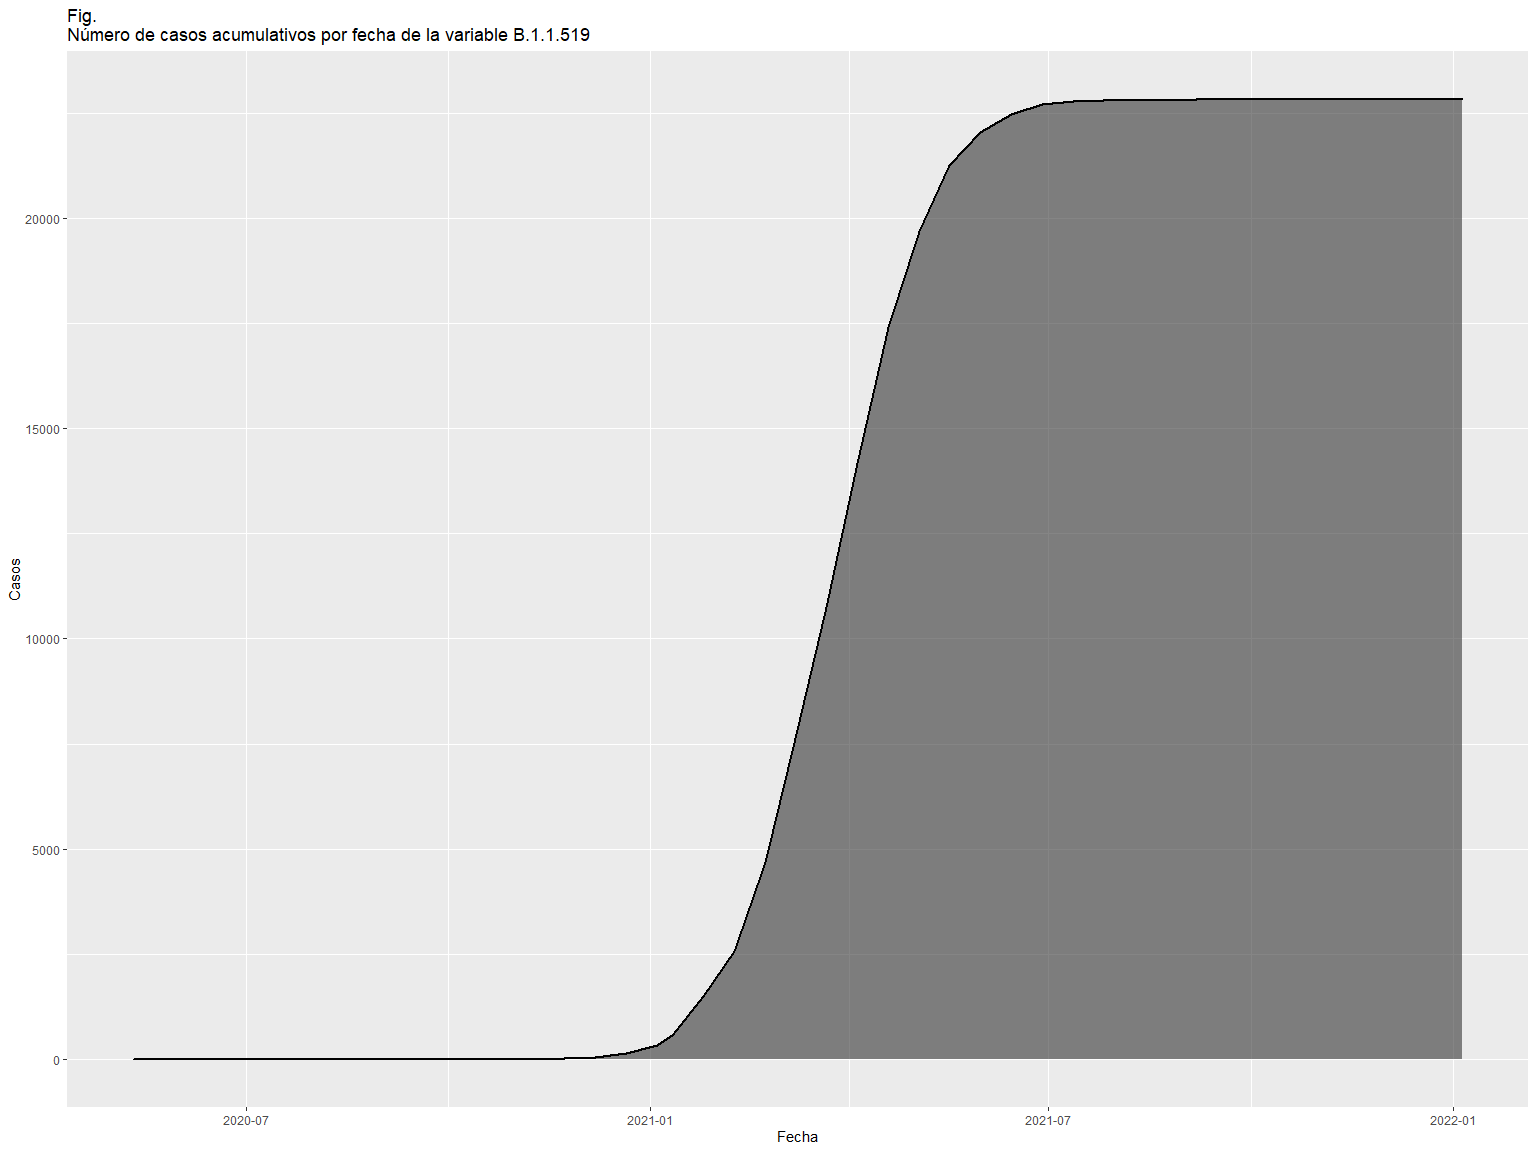 Fig.
Número de casos acumulativos por fecha de la variable B.1.1.519
20000
15000
10000
5000
0
Casos
2020-07
2021-01
2021-07
2022-01
Fecha